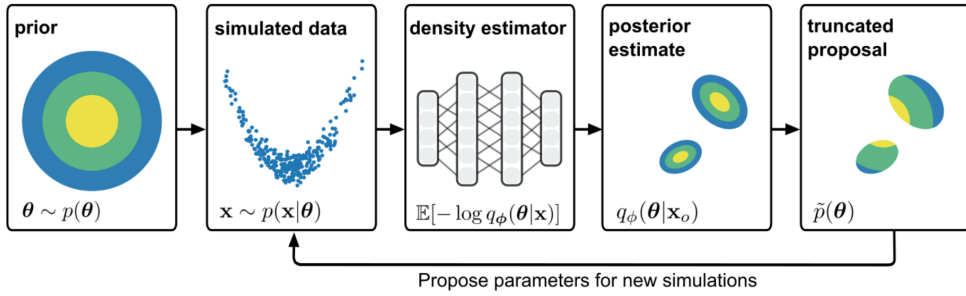 prior
θ ∼ p(θ)
simulated data
x ∼ p(x|θ)
density estimator
𝔼[− log q_ϕ(θ|x)]
posterior
estimate
q_ϕ(θ|x_o)
truncated
proposal
p̃(θ)
Propose parameters for new simulations